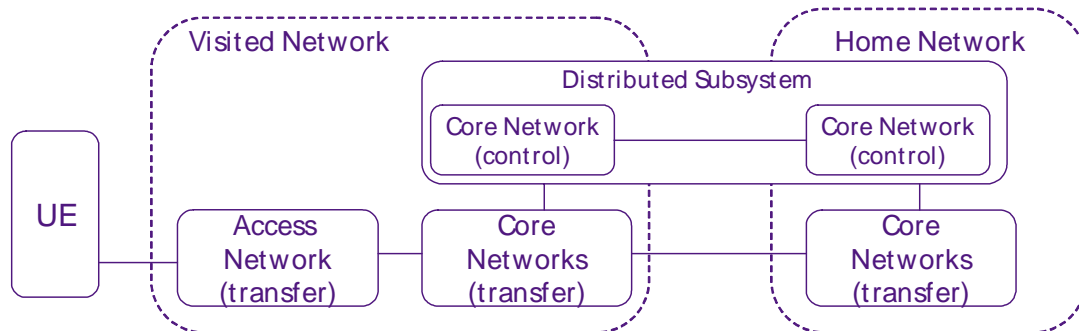 Visited Network
Home Network
Distributed Subsystem
Core Network
(control)
Core Network
(control)
UE
Access
Network
(transfer)
Core
Networks
(transfer)
Core
Networks
(transfer)